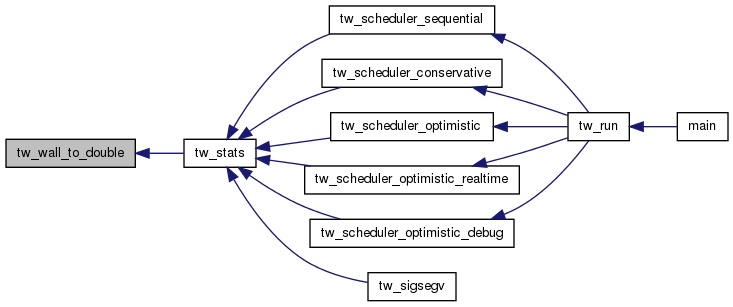 tw_scheduler_sequential
tw_scheduler_conservative
tw_scheduler_optimistic
tw_run
main
tw_wall_to_double
tw_stats
tw_scheduler_optimistic_realtime
tw_scheduler_optimistic_debug
tw_sigsegv